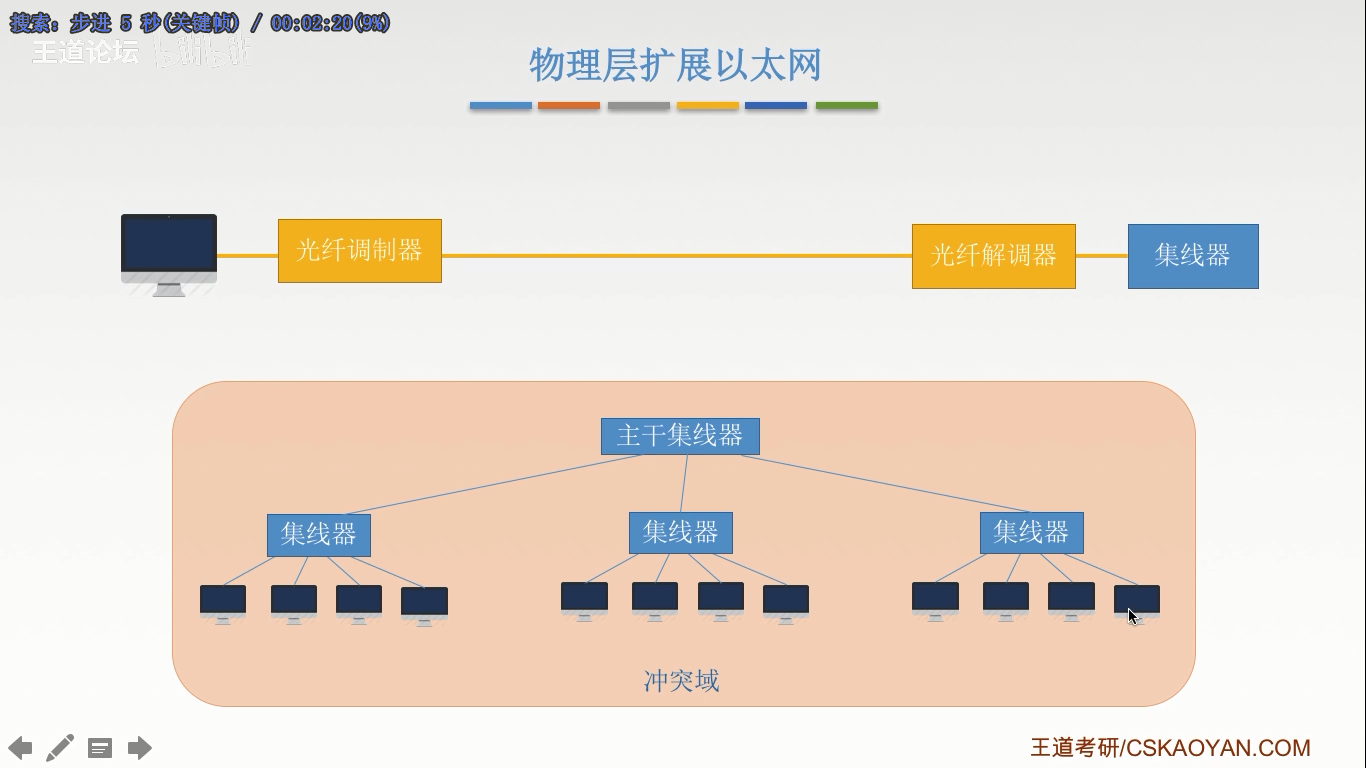 搜索: 步进 5 秒(关键帧) / 00:02:20(9%)
王道论坛 bilibili
物理层扩展以太网
光纤调制器
光纤解调器
集线器
主干集线器
集线器
集线器
集线器
冲突域
王道考研/CSKAOYAN.COM